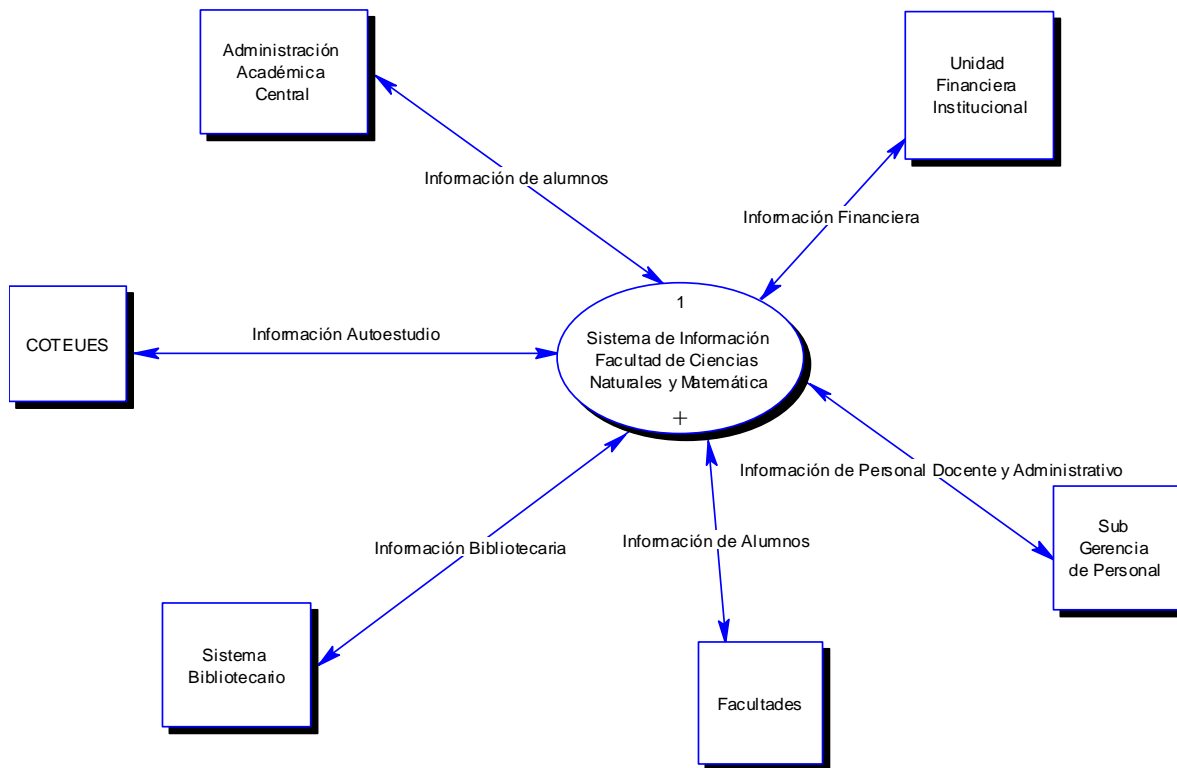 Administración
Académica
Central
Unidad
Financiera
Institucional
Información de alumnos
Información Financiera
COTEUES
Información Autoestudio
1
Sistema de Información
Facultad de Ciencias
Naturales y Matemática
+
Información de Personal Docente y Administrativo
Información Bibliotecaria
Información de Alumnos
Sub
Gerencia
de Personal
Sistema
Bibliotecario
Facultades